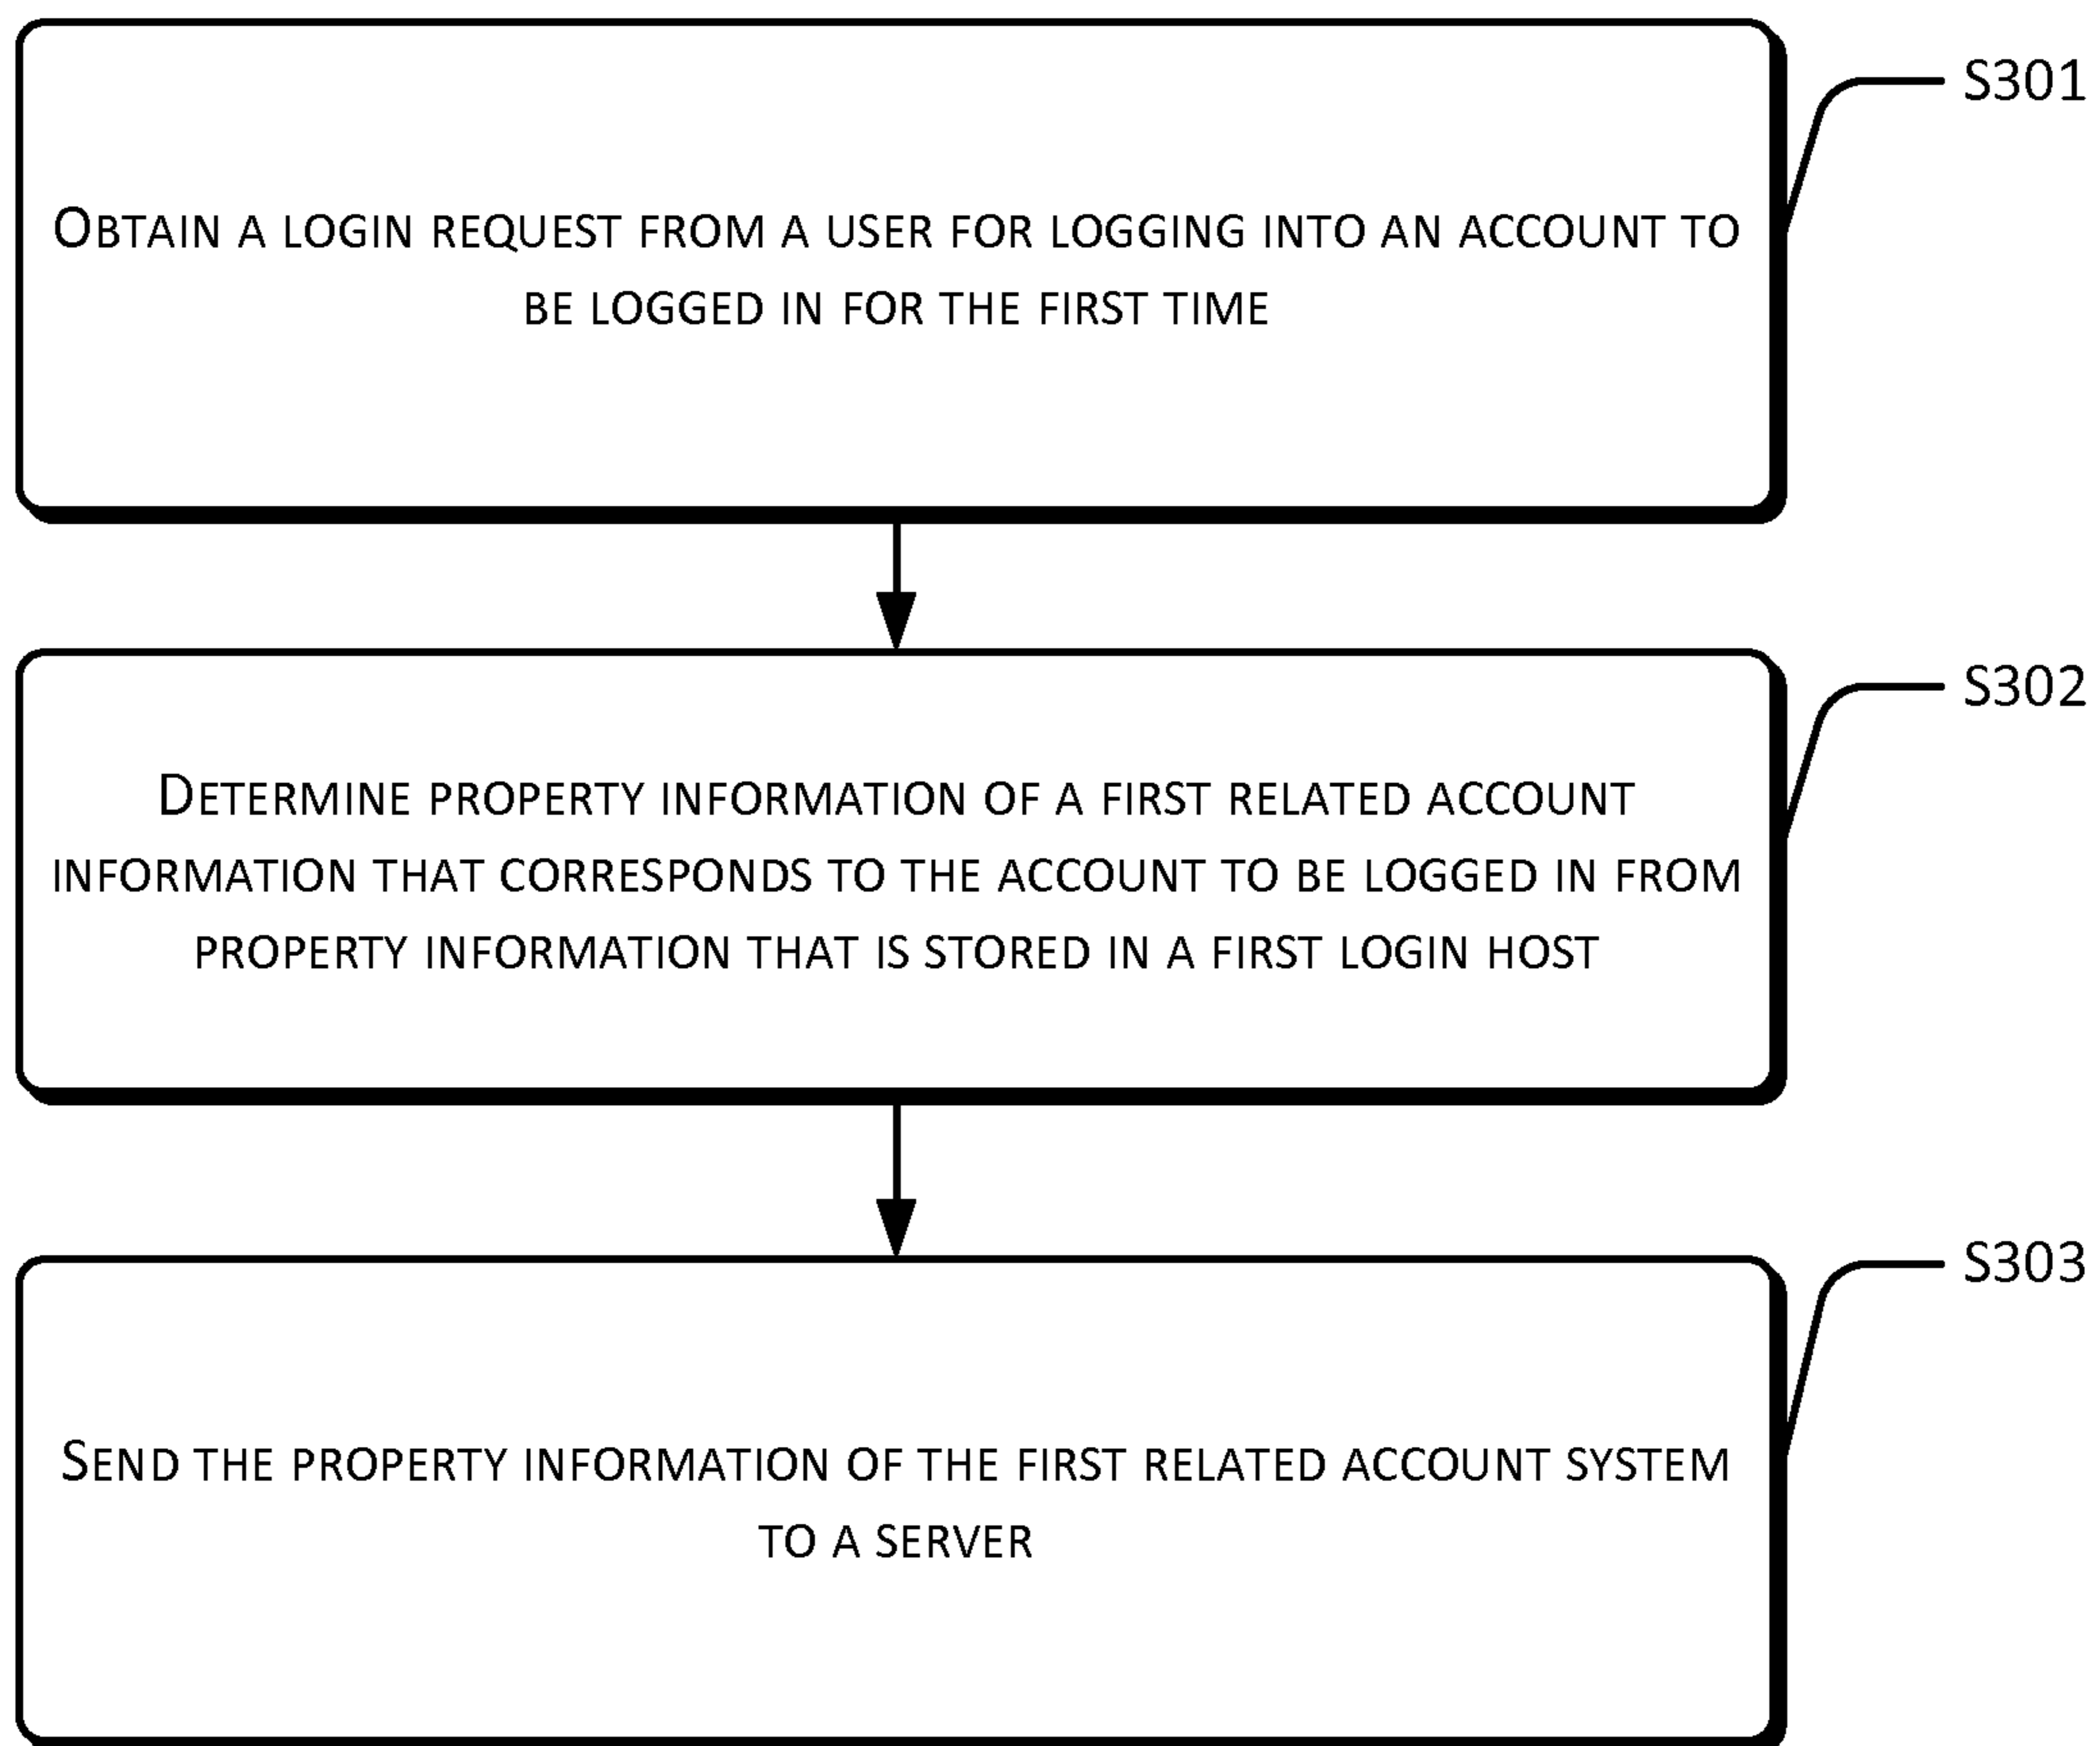 S301
OBTAIN A LOGIN REQUEST FROM A USER FOR LOGGING INTO AN ACCOUNT TO
BE LOGGED IN FOR THE FIRST TIME
S302
DETERMINE PROPERTY INFORMATION OF A FIRST RELATED ACCOUNT
INFORMATION THAT CORRESPONDS TO THE ACCOUNT TO BE LOGGED IN FROM
PROPERTY INFORMATION THAT IS STORED IN A FIRST LOGIN HOST
S303
SEND THE PROPERTY INFORMATION OF THE FIRST RELATED ACCOUNT SYSTEM
TO A SERVER